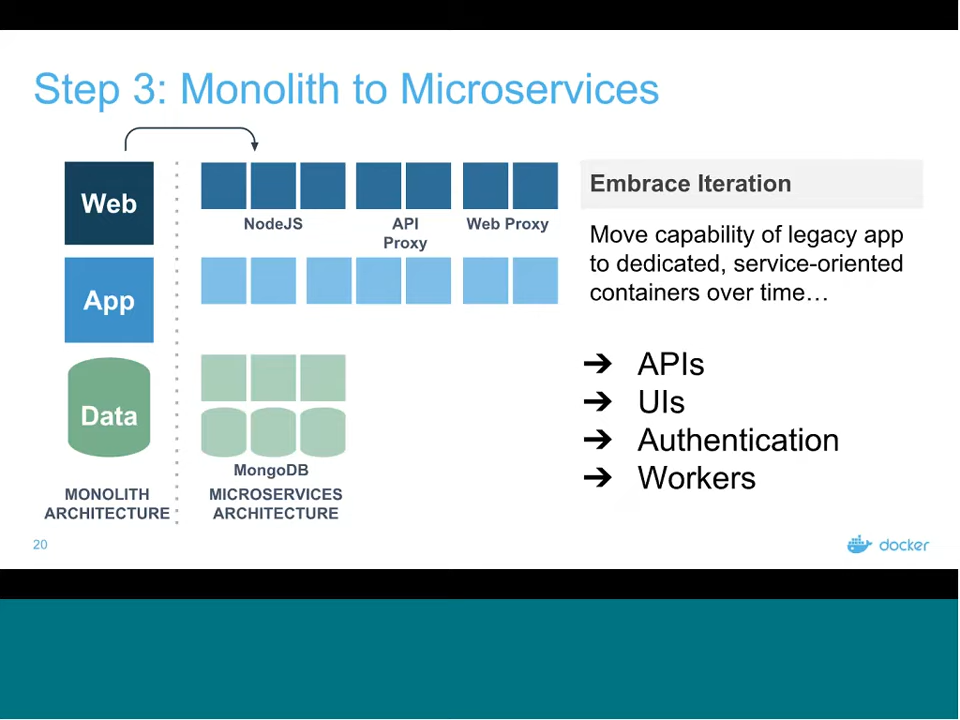 Step 3: Monolith to Microservices
Web
NodeJS
API
Proxy
Web Proxy
App
Data
MongoDB
MONOLITH
ARCHITECTURE
MICROSERVICES
ARCHITECTURE
Embrace Iteration
Move capability of legacy app
to dedicated, service-oriented
containers over time…
➔ APIs
➔ UIs
➔ Authentication
➔ Workers
20
docker